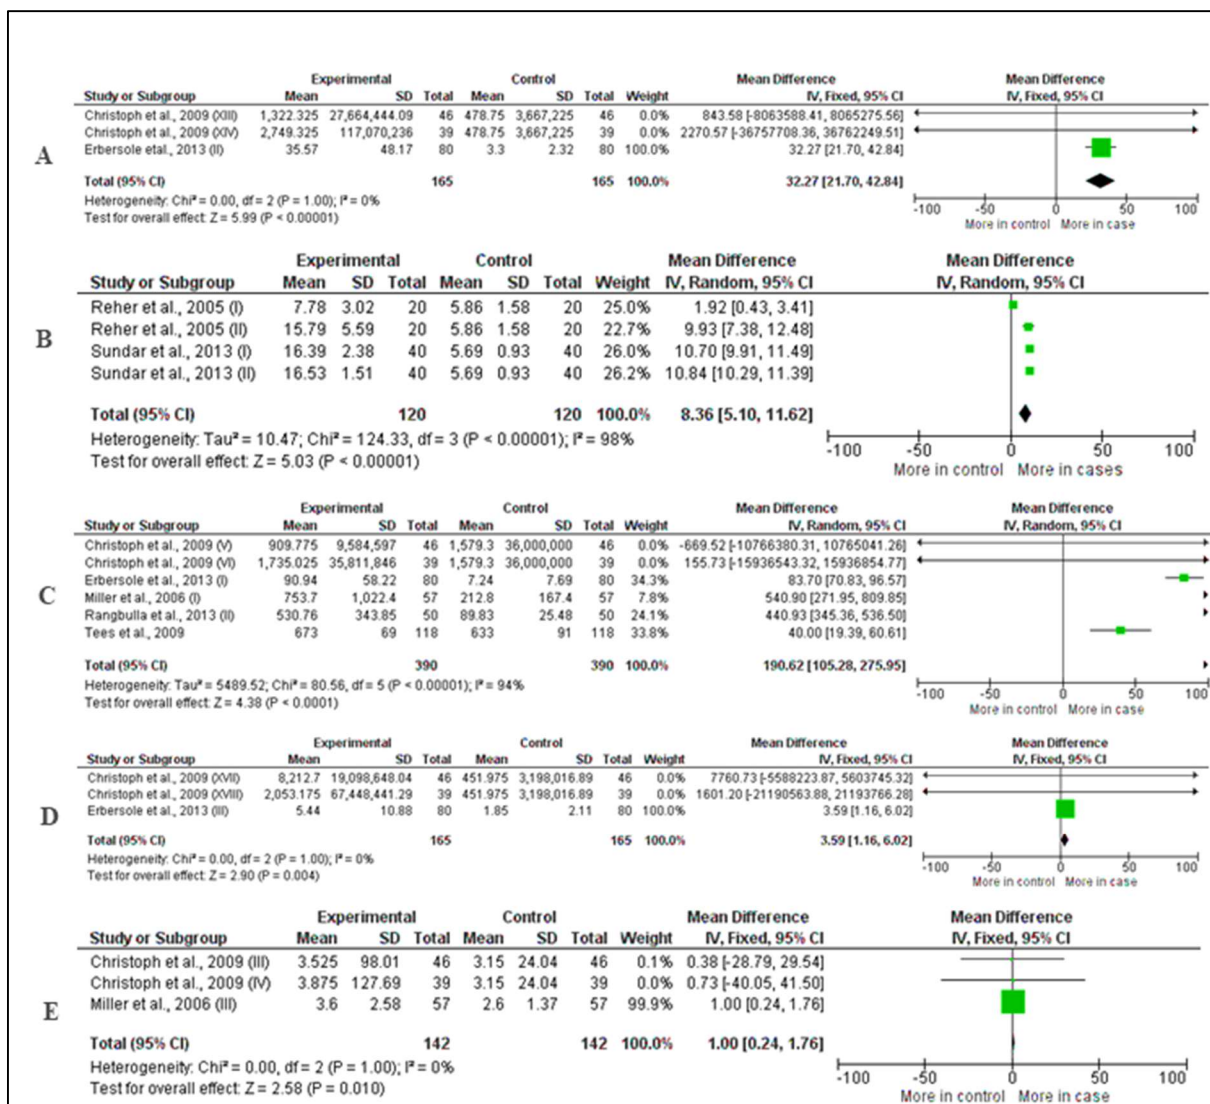 A
Experimental Control Mean Difference Mean Difference
Study or Subgroup Mean SD Total Mean SD Total Weight IV, Fixed, 95% CI IV, Fixed, 95% CI
Christoph et al., 2009 (XIII) 1,322.325 27,664,444.09 46 478.75 3,667,225 46 0.0% 843.58 [-8063588.41, 8065275.56]
Christoph et al., 2009 (XIV) 2,749.325 117,070,236 39 478.75 3,667,225 39 0.0% 2270.57 [-36757708.36, 36762249.51]
Erbersole etal., 2013 (II) 35.57 48.17 80 3.3 2.32 80 100.0% 32.27 [21.70, 42.84]
Total (95% CI) 165 165 100.0% 32.27 [21.70, 42.84]
Heterogeneity: Chi² = 0.00, df = 2 (P = 1.00); I² = 0%
Test for overall effect: Z = 5.99 (P < 0.00001)
-100 -50 0 50 100
More in control More in case
B
Experimental Control Mean Difference Mean Difference
Study or Subgroup Mean SD Total Mean SD Total Weight IV, Random, 95% CI IV, Random, 95% CI
Reher et al., 2005 (I) 7.78 3.02 20 5.86 1.58 20 25.0% 1.92 [0.43, 3.41]
Reher et al., 2005 (II) 15.79 5.59 20 5.86 1.58 20 22.7% 9.93 [7.38, 12.48]
Sundar et al., 2013 (I) 16.39 2.38 40 5.69 0.93 40 26.0% 10.70 [9.91, 11.49]
Sundar et al., 2013 (II) 16.53 1.51 40 5.69 0.93 40 26.2% 10.84 [10.29, 11.39]
Total (95% CI) 120 120 100.0% 8.36 [5.10, 11.62]
Heterogeneity: Tau² = 10.47; Chi² = 124.33, df = 3 (P < 0.00001); I² = 98%
Test for overall effect: Z = 5.03 (P < 0.00001)
-100 -50 0 50 100
More in control More in cases
C
Experimental Control Mean Difference Mean Difference
Study or Subgroup Mean SD Total Mean SD Total Weight IV, Random, 95% CI IV, Random, 95% CI
Christoph et al., 2009 (V) 909.775 9,584,597 46 1,579.3 36,000,000 46 0.0% -669.52 [-10766380.31, 10765041.26]
Christoph et al., 2009 (VI) 1,735.025 35,811,846 39 1,579.3 36,000,000 39 0.0% 155.73 [-15936543.32, 15936854.77]
Erbersole et al., 2013 (I) 90.94 58.22 80 7.24 7.69 80 34.3% 83.70 [70.83, 96.57]
Miller et al., 2006 (I) 753.7 1,022.4 57 212.8 167.4 57 7.8% 540.90 [271.95, 809.85]
Rangbulla et al., 2013 (II) 530.76 343.85 50 89.83 25.48 50 24.1% 440.93 [345.36, 536.50]
Tees et al., 2009 673 69 118 633 91 118 33.8% 40.00 [19.39, 60.61]
Total (95% CI) 390 390 100.0% 190.62 [105.28, 275.95]
Heterogeneity: Tau² = 5489.52; Chi² = 80.56, df = 5 (P < 0.00001); I² = 94%
Test for overall effect: Z = 4.38 (P < 0.0001)
-100 -50 0 50 100
More in control More in case
D
Experimental Control Mean Difference Mean Difference
Study or Subgroup Mean SD Total Mean SD Total Weight IV, Fixed, 95% CI IV, Fixed, 95% CI
Christoph et al., 2009 (XVII) 8,212.7 19,098,648.04 46 451.975 3,198,016.89 46 0.0% 7760.73 [-5588223.87, 5603745.32]
Christoph et al., 2009 (XVIII) 2,053.175 67,448,441.29 39 451.975 3,198,016.89 39 0.0% 1601.20 [-21190563.88, 21193766.28]
Erbersole et al., 2013 (III) 5.44 10.88 80 1.85 2.11 80 100.0% 3.59 [1.16, 6.02]
Total (95% CI) 165 165 100.0% 3.59 [1.16, 6.02]
Heterogeneity: Chi² = 0.00, df = 2 (P = 1.00); I² = 0%
Test for overall effect: Z = 2.90 (P = 0.004)
-100 -50 0 50 100
More in control More in case
E
Experimental Control Mean Difference Mean Difference
Study or Subgroup Mean SD Total Mean SD Total Weight IV, Fixed, 95% CI IV, Fixed, 95% CI
Christoph et al., 2009 (III) 3.525 98.01 46 3.15 24.04 46 0.1% 0.38 [-28.79, 29.54]
Christoph et al., 2009 (IV) 3.875 127.69 39 3.15 24.04 39 0.0% 0.73 [-40.05, 41.50]
Miller et al., 2006 (III) 3.6 2.58 57 2.6 1.37 57 99.9% 1.00 [0.24, 1.76]
Total (95% CI) 142 142 100.0% 1.00 [0.24, 1.76]
Heterogeneity: Chi² = 0.00, df = 2 (P = 1.00); I² = 0%
Test for overall effect: Z = 2.58 (P = 0.010)
-100 -50 0 50 100
More in control More in case